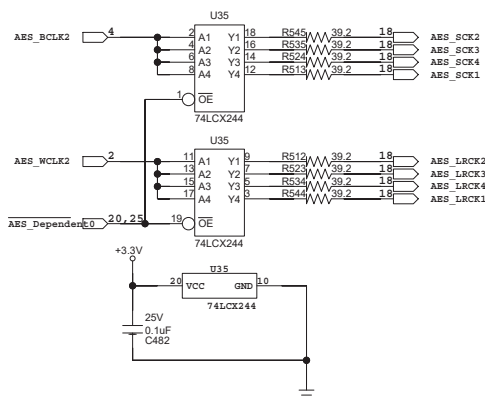 U35
AES_BCLK2 4 2 A1 Y1 18 R545 39.2 18 AES_SCK2
4 A2 Y2 16 R535 39.2 18 AES_SCK3
6 A3 Y3 14 R524 39.2 18 AES_SCK4
8 A4 Y4 12 R513 39.2 18 AES_SCK1
1 OE
74LCX244
U35
AES_WCLK2 2 11 A1 Y1 9 R512 39.2 18 AES_LRCK2
13 A2 Y2 7 R523 39.2 18 AES_LRCK3
15 A3 Y3 5 R534 39.2 18 AES_LRCK4
17 A4 Y4 3 R544 39.2 18 AES_LRCK1
AES_Dependent0 20,25 19 OE
74LCX244
+3.3V
U35
20 VCC GND 10
74LCX244
25V
0.1uF
C482